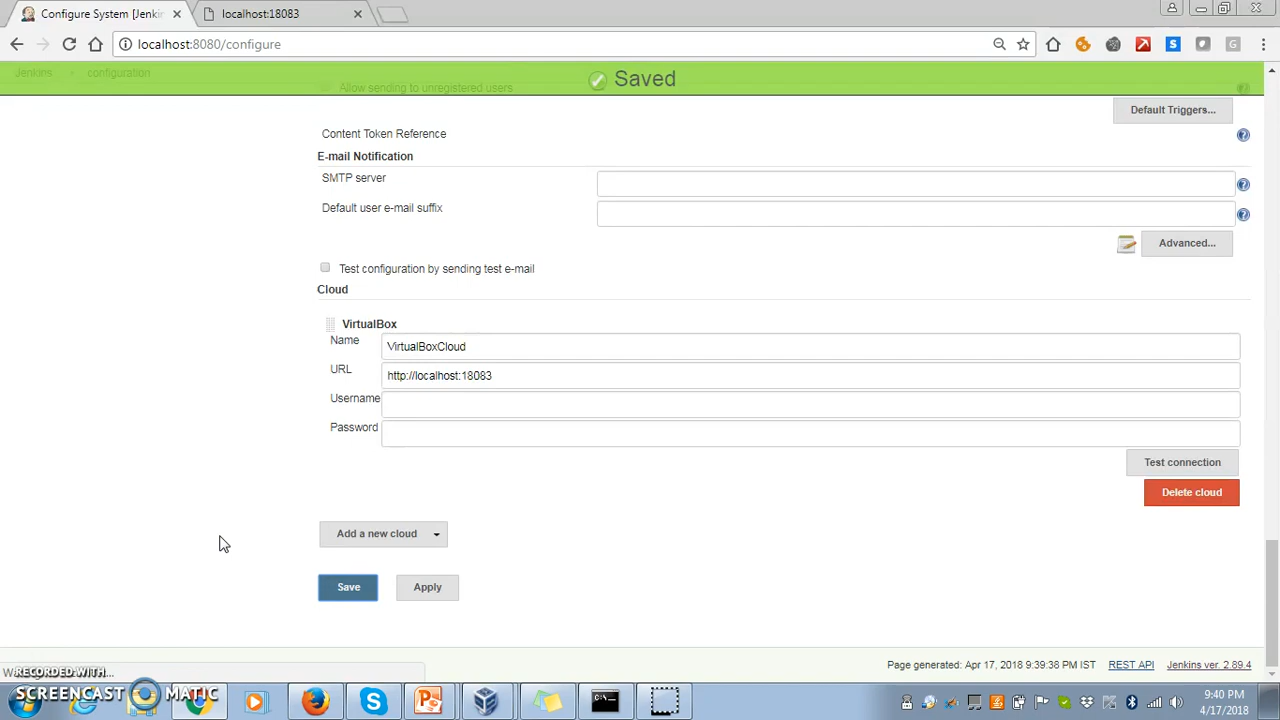 Configure System [Jenki
localhost:18083
localhost:8080/configure
Jenkins
configuration
Saved
Allow sending to unregistered users
Default Triggers...
Content Token Reference
E-mail Notification
SMTP server
Default user e-mail suffix
Advanced...
Test configuration by sending test e-mail
Cloud
VirtualBox
Name
VirtualBoxCloud
URL
http://localhost:18083
Username
Password
Test connection
Delete cloud
Add a new cloud
Save
Apply
Page generated: Apr 17, 2018 9:39:38 PM IST
REST API
Jenkins ver. 2.89.4
RECORDED WITH
SCREENCAST MATIC
9:40 PM
4/17/2018